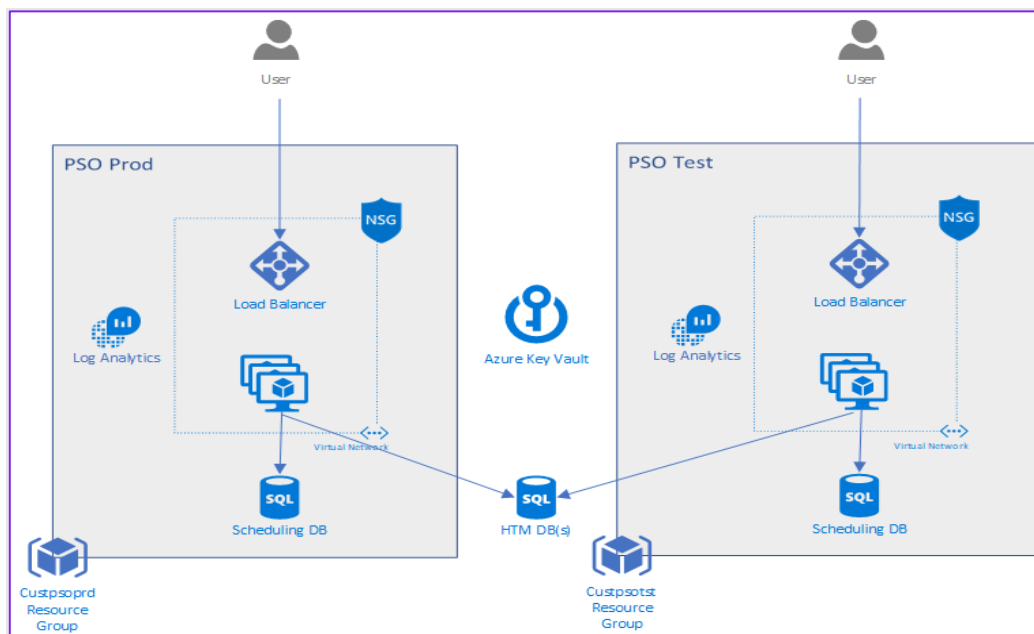 User
User
PSO Prod
PSO Test
NSG
NSG
Load Balancer
Load Balancer
Log Analytics
Azure Key Vault
Log Analytics
Virtual Network
Virtual Network
SQL
SQL
SQL
Scheduling DB
HTM DB(s)
Scheduling DB
Custpsoprd
Resource
Group
Custpsotst
Resource
Group